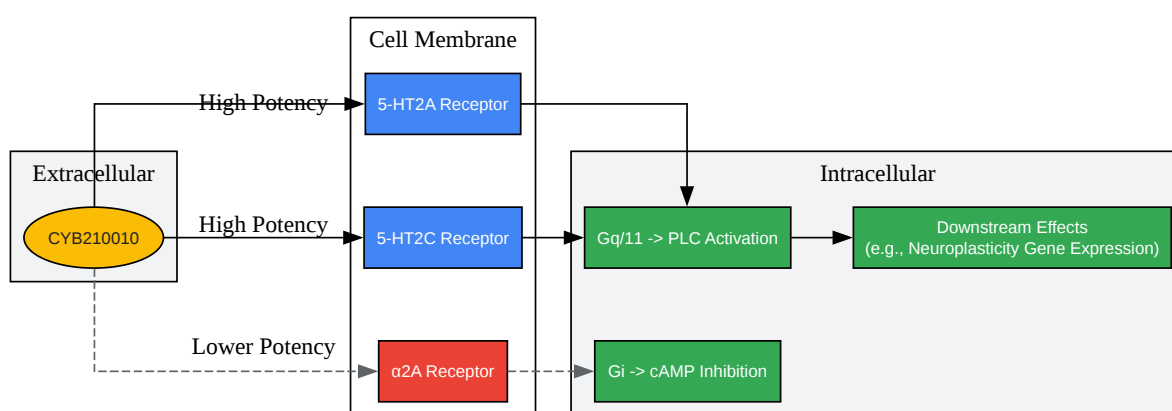 Cell Membrane
High Potency
5-HT2A Receptor
Extracellular
Intracellular
CYB210010
High Potency
5-HT2C Receptor
Gq/11 -> PLC Activation
Downstream Effects
(e.g., Neuroplasticity Gene Expression)
Lower Potency
α2A Receptor
Gi -> cAMP Inhibition